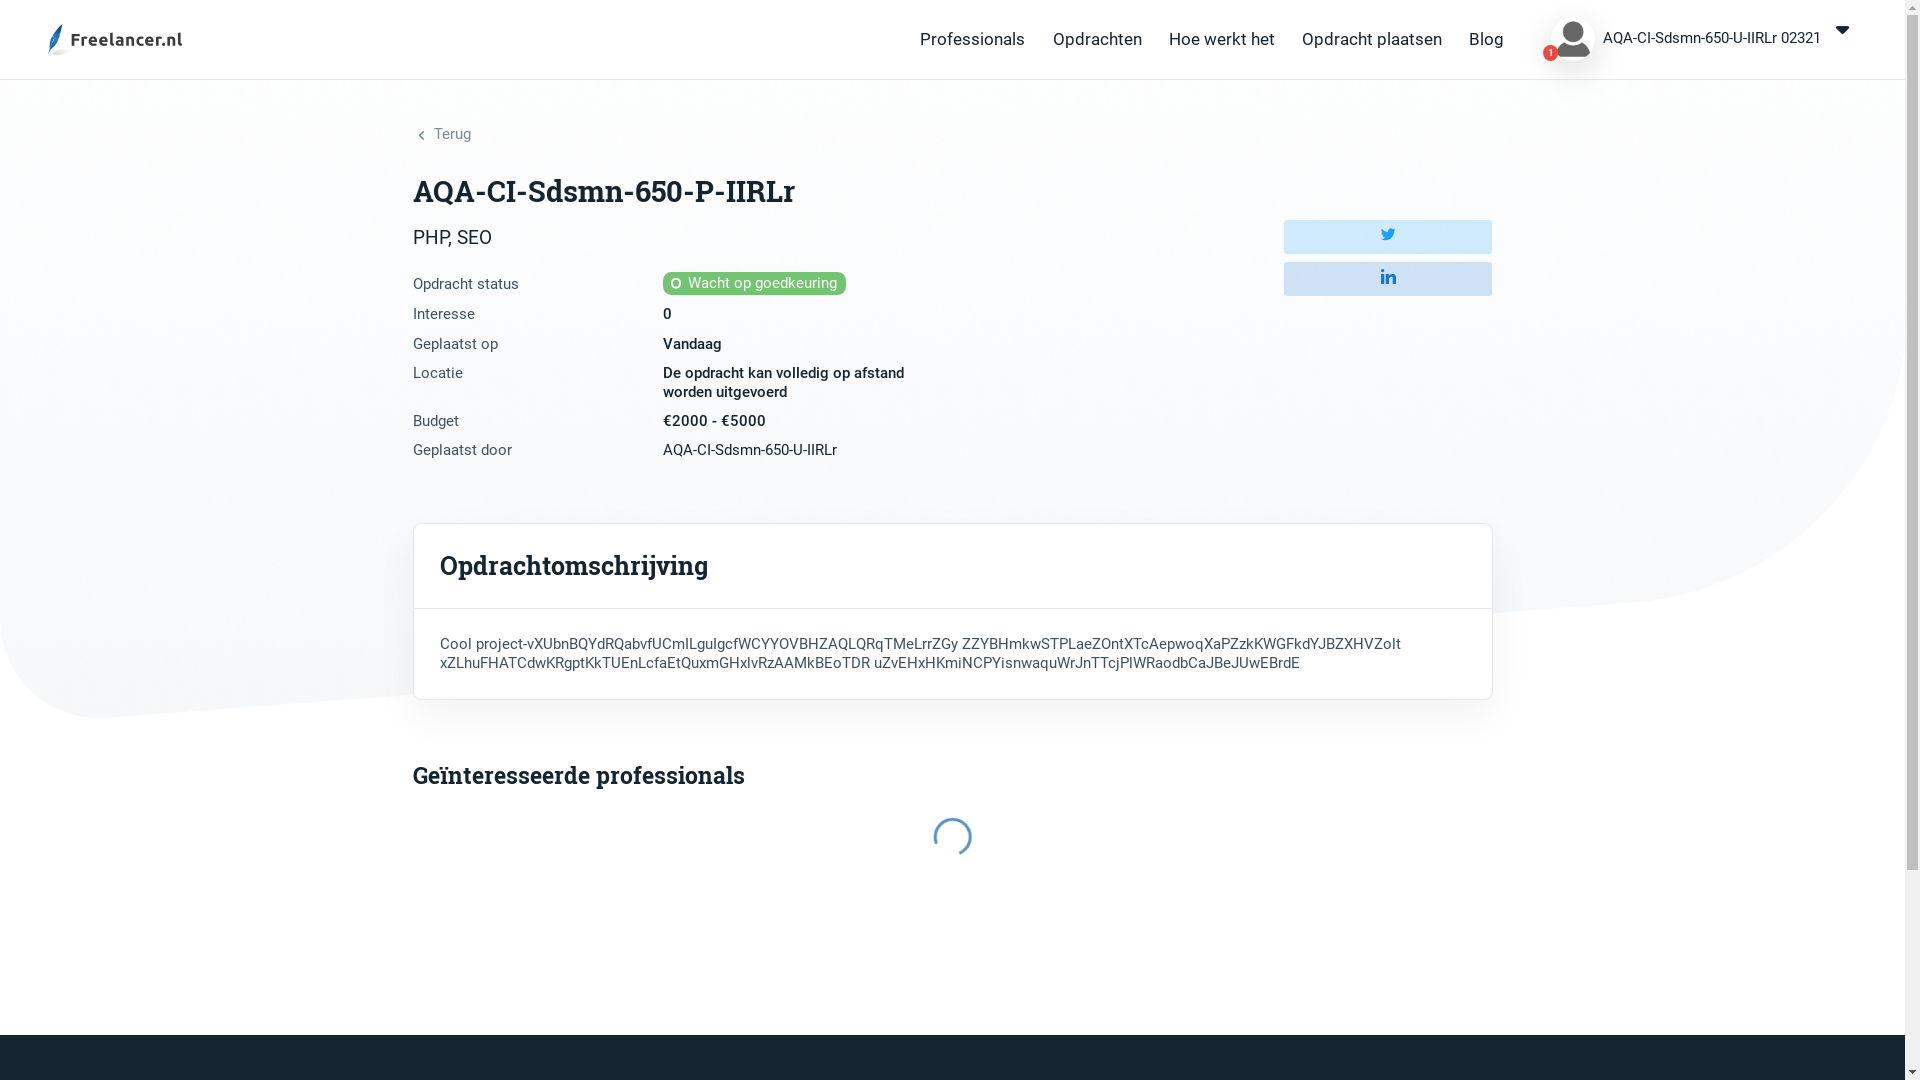 Freelancer.nl
Professionals
Opdrachten
Hoe werkt het
Opdracht plaatsen
Blog
1
AQA-CI-Sdsmn-650-U-IIRLr 02321
Terug
AQA-CI-Sdsmn-650-P-IIRLr
PHP, SEO
Opdracht status
Wacht op goedkeuring
Interesse
0
Geplaatst op
Vandaag
Locatie
De opdracht kan volledig op afstand
worden uitgevoerd
Budget
€2000 - €5000
Geplaatst door
AQA-CI-Sdsmn-650-U-IIRLr
Opdrachtomschrijving
Cool project-vXUbnBQYdRQabvfUCmILguIgcfWCYYOVBHZAQLQRqTMeLrrZGy ZZYBHmkwSTPLaeZOntXTcAepwoqXaPZzkKWGFkdYJBZXHVZoIt
xZLhuFHATCdwKRgptKkTUEnLcfaEtQuxmGHxlvRzAAMkBEoTDR uZvEHxHKmiNCPYisnwaquWrJnTTcjPlWRaodbCaJBeJUwEBrdE
Geïnteresseerde professionals